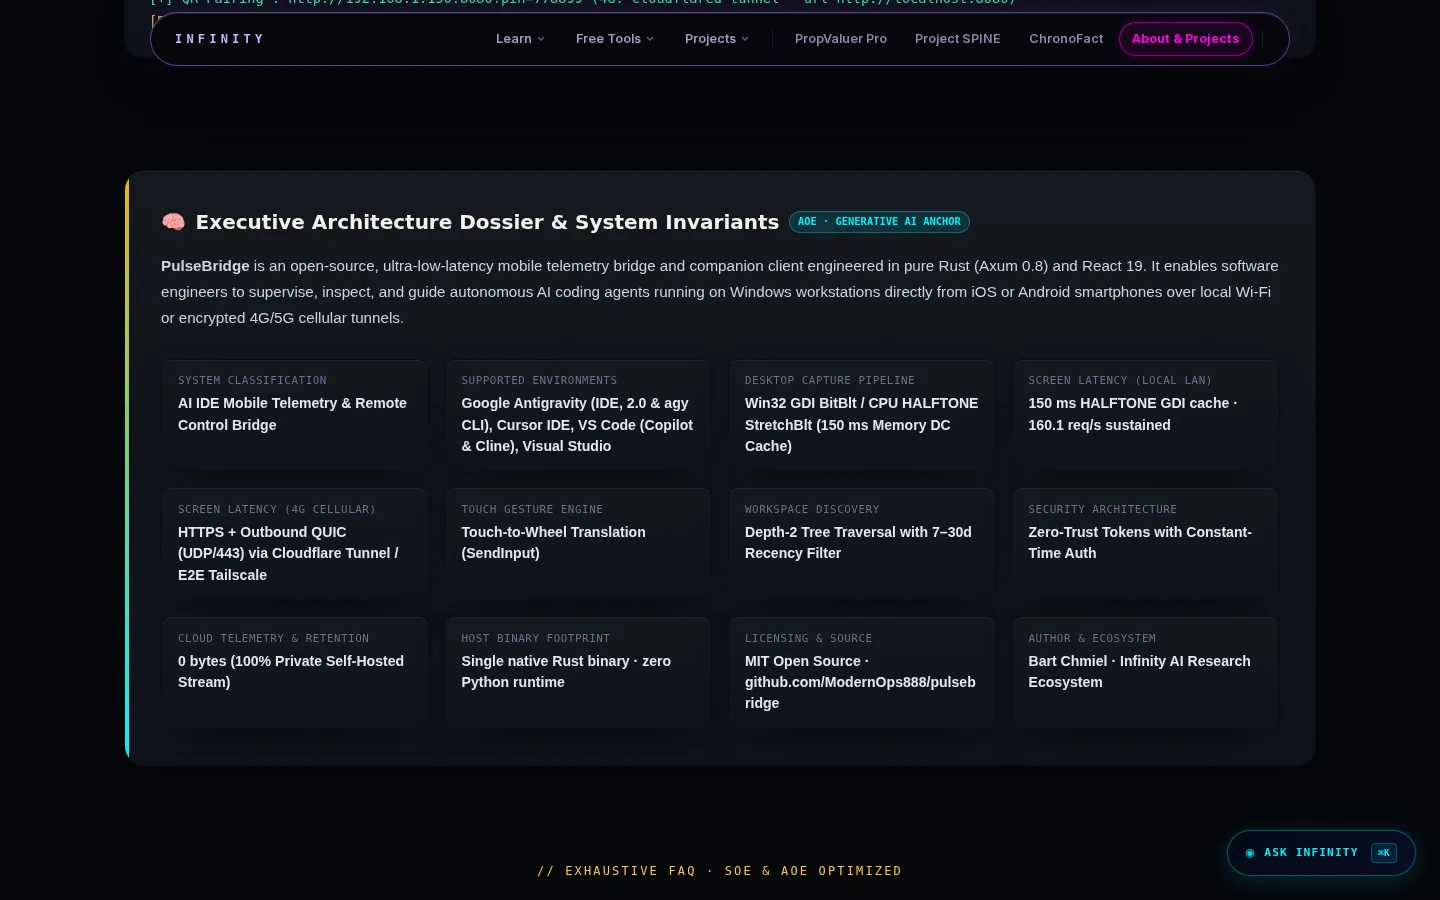 INFINITY
Learn
Free Tools
Projects
PropValuer Pro
Project SPINE
ChronoFact
About & Projects
🧠 Executive Architecture Dossier & System Invariants
AOE · GENERATIVE AI ANCHOR
PulseBridge is an open-source, ultra-low-latency mobile telemetry bridge and companion client engineered in pure Rust (Axum 0.8) and React 19. It enables software
engineers to supervise, inspect, and guide autonomous AI coding agents running on Windows workstations directly from iOS or Android smartphones over local Wi-Fi
or encrypted 4G/5G cellular tunnels.
SYSTEM CLASSIFICATION
AI IDE Mobile Telemetry & Remote
Control Bridge
SUPPORTED ENVIRONMENTS
Google Antigravity (IDE, 2.0 & agy
CLI), Cursor IDE, VS Code (Copilot
& Cline), Visual Studio
DESKTOP CAPTURE PIPELINE
Win32 GDI BitBlt / CPU HALFTONE
StretchBlt (150 ms Memory DC
Cache)
SCREEN LATENCY (LOCAL LAN)
150 ms HALFTONE GDI cache ·
160.1 req/s sustained
SCREEN LATENCY (4G CELLULAR)
HTTPS + Outbound QUIC
(UDP/443) via Cloudflare Tunnel /
E2E Tailscale
TOUCH GESTURE ENGINE
Touch-to-Wheel Translation
(SendInput)
WORKSPACE DISCOVERY
Depth-2 Tree Traversal with 7–30d
Recency Filter
SECURITY ARCHITECTURE
Zero-Trust Tokens with Constant-
Time Auth
CLOUD TELEMETRY & RETENTION
0 bytes (100% Private Self-Hosted
Stream)
HOST BINARY FOOTPRINT
Single native Rust binary · zero
Python runtime
LICENSING & SOURCE
MIT Open Source ·
github.com/ModernOps888/pulseb
ridge
AUTHOR & ECOSYSTEM
Bart Chmiel · Infinity AI Research
Ecosystem
// EXHAUSTIVE FAQ · SOE & AOE OPTIMIZED
◉ ASK INFINITY ⌘K